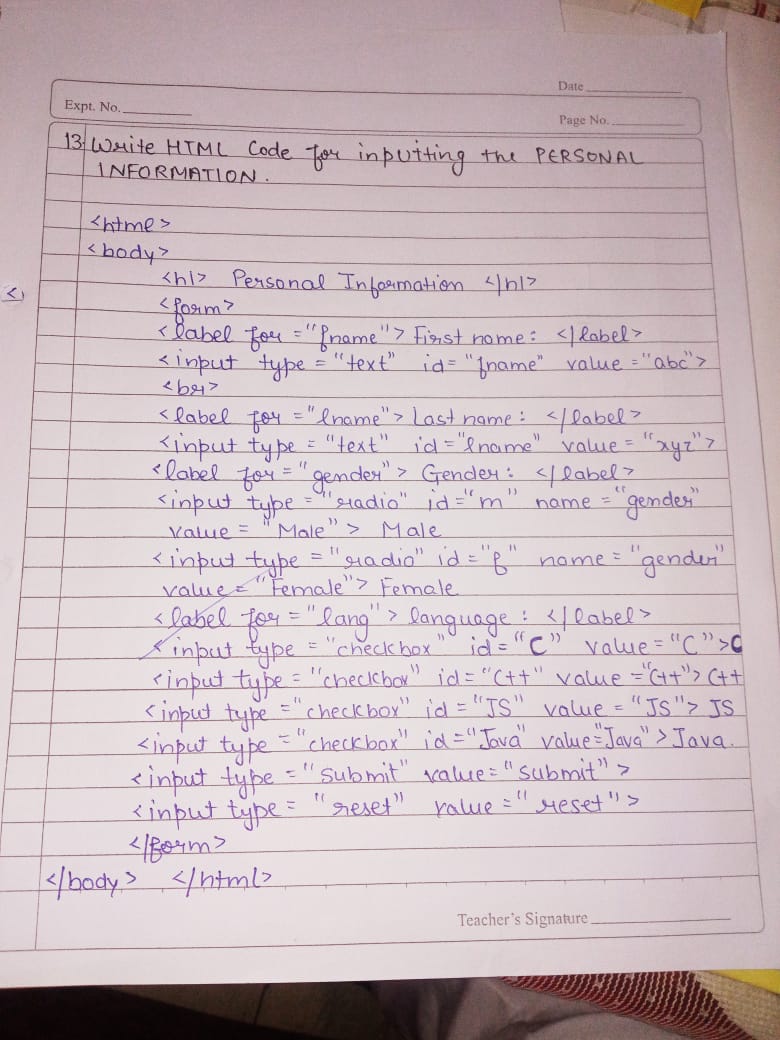 Date
Expt. No.
Page No.
13 Write HTML Code for inputting the PERSONAL
INFORMATION.
<html>
<body>
<h1> Personal Information </h1>
<form>
<label for = "fname"> First name: </label>
<input type = "text" id = "fname" value = "abc">
<br>
<label for = "lname"> Last name: </label>
<input type = "text" id = "lname" value = "xyz">
<label for = "gender"> Gender: </label>
<input type = "radio" id = "m" name = "gender"
value = "Male"> Male
<input type = "radio" id = "f" name = "gender"
value = "Female"> Female
<label for = "lang"> language: </label>
<input type = "checkbox" id = "C" value = "C">C
<input type = "checkbox" id = "C++" value = "C++"> C++
<input type = "checkbox" id = "JS" value = "JS"> JS
<input type = "checkbox" id = "Java" value = "Java"> Java.
<input type = "submit" value = "submit">
<input type = "reset" value = "reset">
</form>
</body> </html>
Teacher's Signature